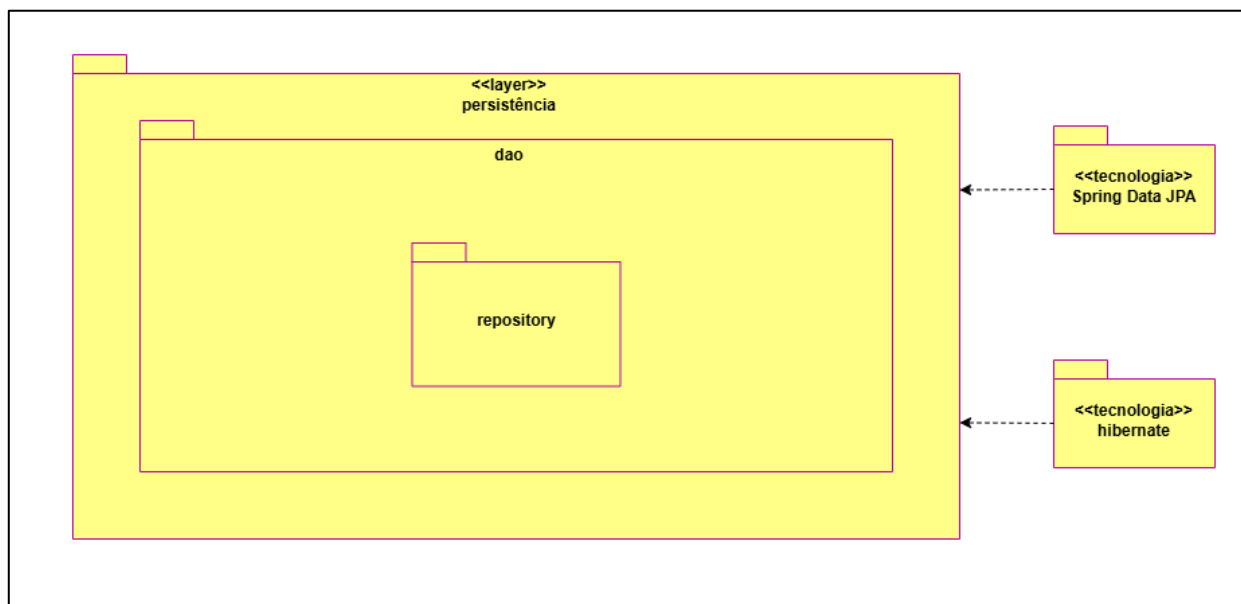 <<layer>>
persistência
dao
repository
<<tecnologia>>
Spring Data JPA
<<tecnologia>>
hibernate